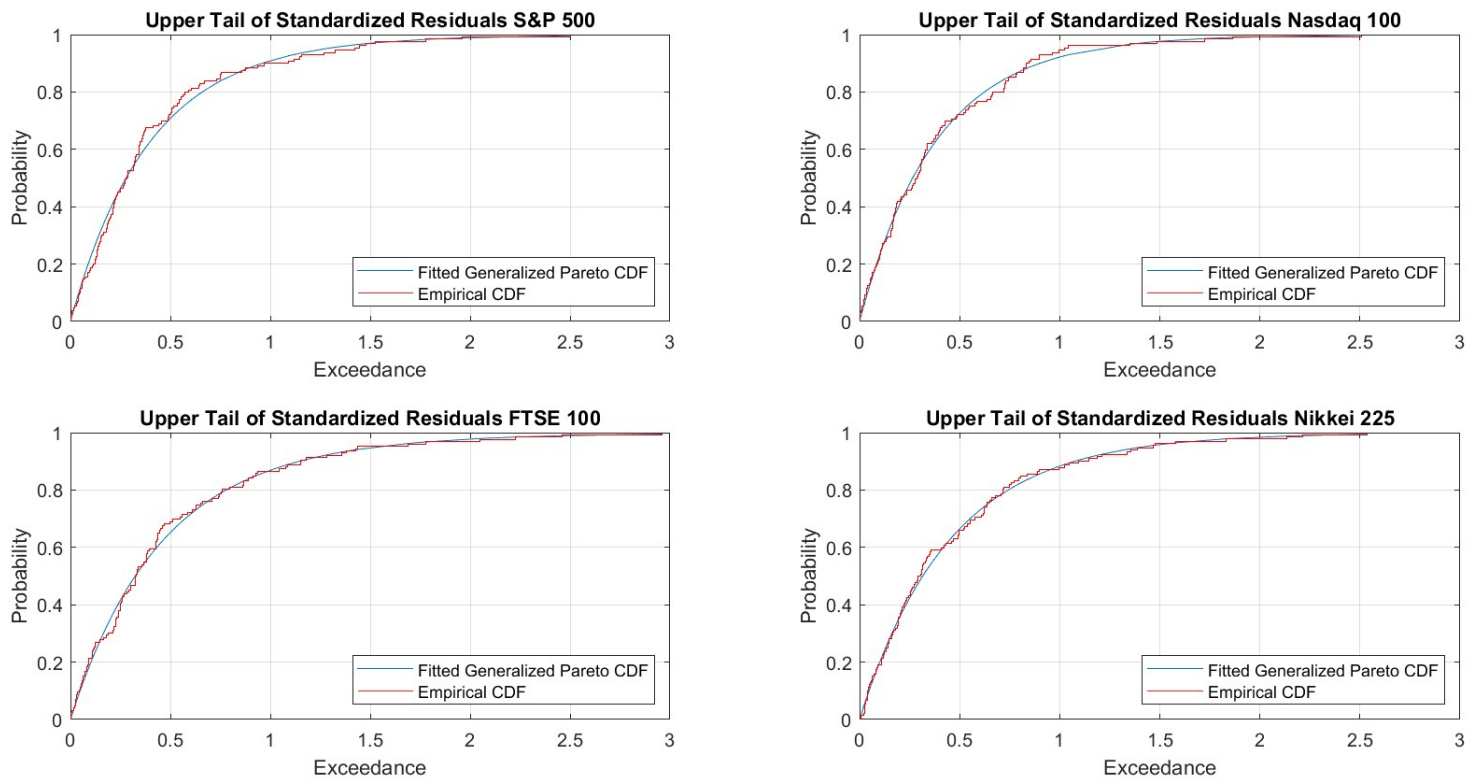 Upper Tail of Standardized Residuals S&P 500
1
0.8
0.6
0.4
0.2
0
Probability
0 0.5 1 1.5 2 2.5 3
Exceedance
Fitted Generalized Pareto CDF
Empirical CDF
Upper Tail of Standardized Residuals Nasdaq 100
1
0.8
0.6
0.4
0.2
0
Probability
0 0.5 1 1.5 2 2.5 3
Exceedance
Fitted Generalized Pareto CDF
Empirical CDF
Upper Tail of Standardized Residuals FTSE 100
1
0.8
0.6
0.4
0.2
0
Probability
0 0.5 1 1.5 2 2.5 3
Exceedance
Fitted Generalized Pareto CDF
Empirical CDF
Upper Tail of Standardized Residuals Nikkei 225
1
0.8
0.6
0.4
0.2
0
Probability
0 0.5 1 1.5 2 2.5 3
Exceedance
Fitted Generalized Pareto CDF
Empirical CDF